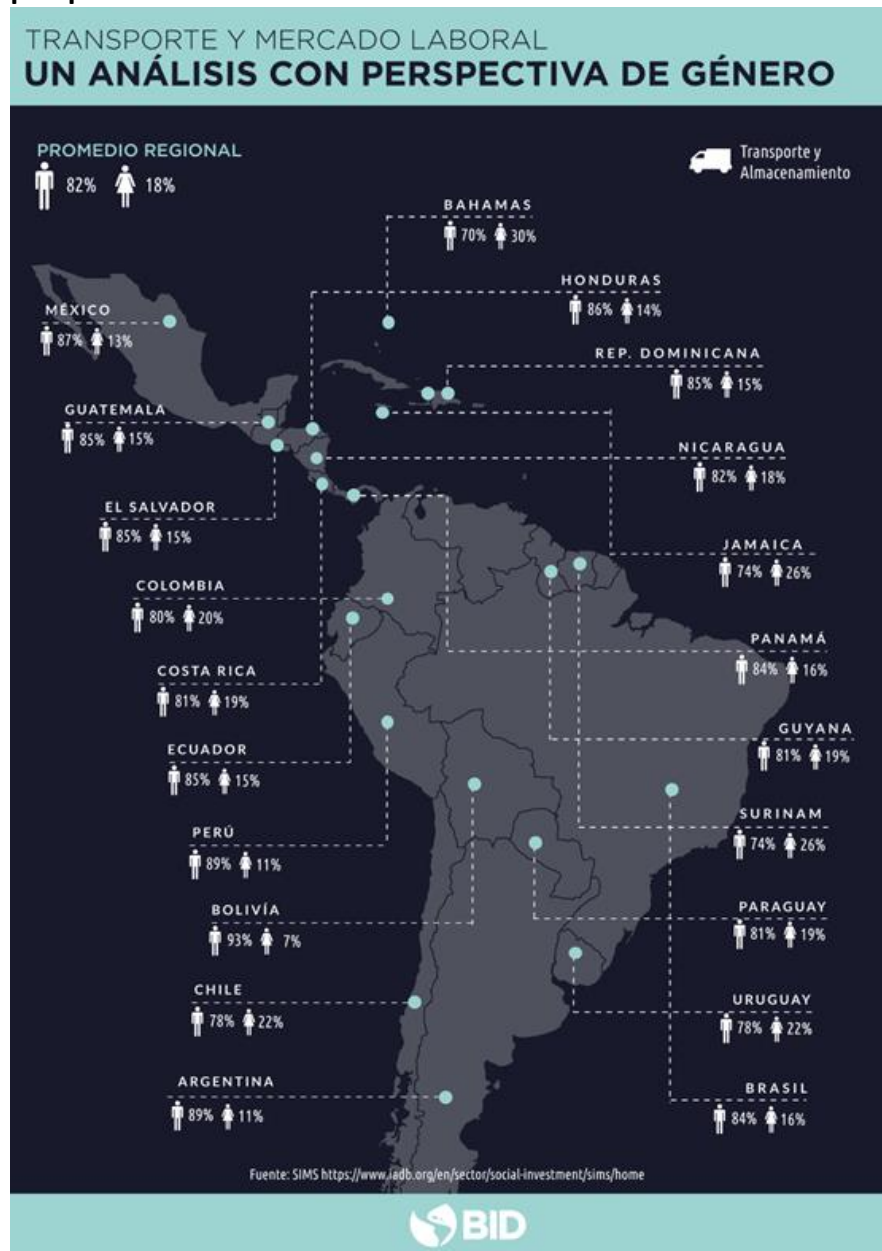 TRANSPORTE Y MERCADO LABORAL
UN ANÁLISIS CON PERSPECTIVA DE GÉNERO
PROMEDIO REGIONAL
82% 18%
Transporte y
Almacenamiento
BAHAMAS
70% 30%
HONDURAS
86% 14%
MÉXICO
87% 13%
REP. DOMINICANA
85% 15%
GUATEMALA
85% 15%
NICARAGUA
82% 18%
EL SALVADOR
85% 15%
JAMAICA
74% 26%
COLOMBIA
80% 20%
PANAMÁ
84% 16%
COSTA RICA
81% 19%
GUYANA
81% 19%
ECUADOR
85% 15%
SURINAM
74% 26%
PERÚ
89% 11%
PARAGUAY
81% 19%
BOLIVÍA
93% 7%
CHILE
78% 22%
URUGUAY
78% 22%
ARGENTINA
89% 11%
BRASIL
84% 16%
Fuente: SIMS https://www.iadb.org/en/sector/social-investment/sims/home
BID